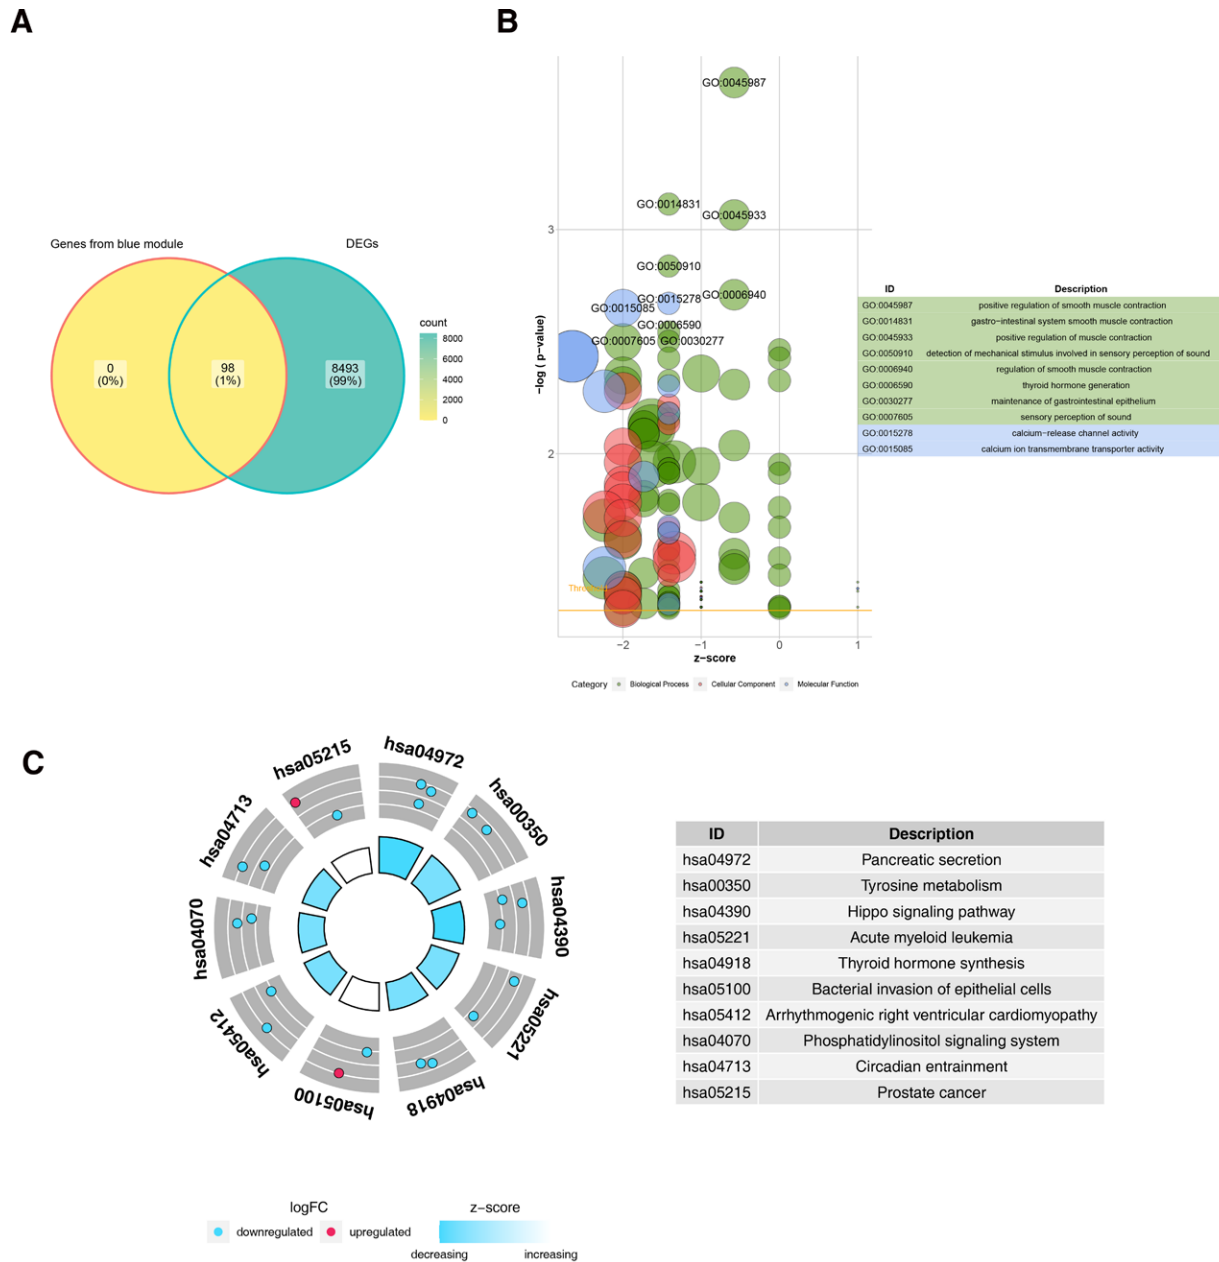 A
B
Genes from blue module
DEGs
0
(0%)
98
(1%)
8493
(99%)
count
8000
6000
4000
2000
0
GO:0045987
GO:0014831
GO:0045933
3
GO:0050910
GO:0015278
GO:0006940
GO:0015085
GO:0006590
GO:0007605
GO:0030277
−log ( p−value)
2
−2
−1
0
1
z−score
Category
Biological Process
Cellular Component
Molecular Function
ID Description
GO:0045987 positive regulation of smooth muscle contraction
GO:0014831 gastro−intestinal system smooth muscle contraction
GO:0045933 positive regulation of muscle contraction
GO:0050910 detection of mechanical stimulus involved in sensory perception of sound
GO:0006940 regulation of smooth muscle contraction
GO:0006590 thyroid hormone generation
GO:0030277 maintenance of gastrointestinal epithelium
GO:0007605 sensory perception of sound
GO:0015278 calcium−release channel activity
GO:0015085 calcium ion transmembrane transporter activity
C
hsa04972
hsa00350
hsa04390
hsa05221
hsa04918
hsa05100
hsa05412
hsa04070
hsa04713
hsa05215
ID Description
hsa04972 Pancreatic secretion
hsa00350 Tyrosine metabolism
hsa04390 Hippo signaling pathway
hsa05221 Acute myeloid leukemia
hsa04918 Thyroid hormone synthesis
hsa05100 Bacterial invasion of epithelial cells
hsa05412 Arrhythmogenic right ventricular cardiomyopathy
hsa04070 Phosphatidylinositol signaling system
hsa04713 Circadian entrainment
hsa05215 Prostate cancer
logFC
downregulated
upregulated
z−score
decreasing
increasing